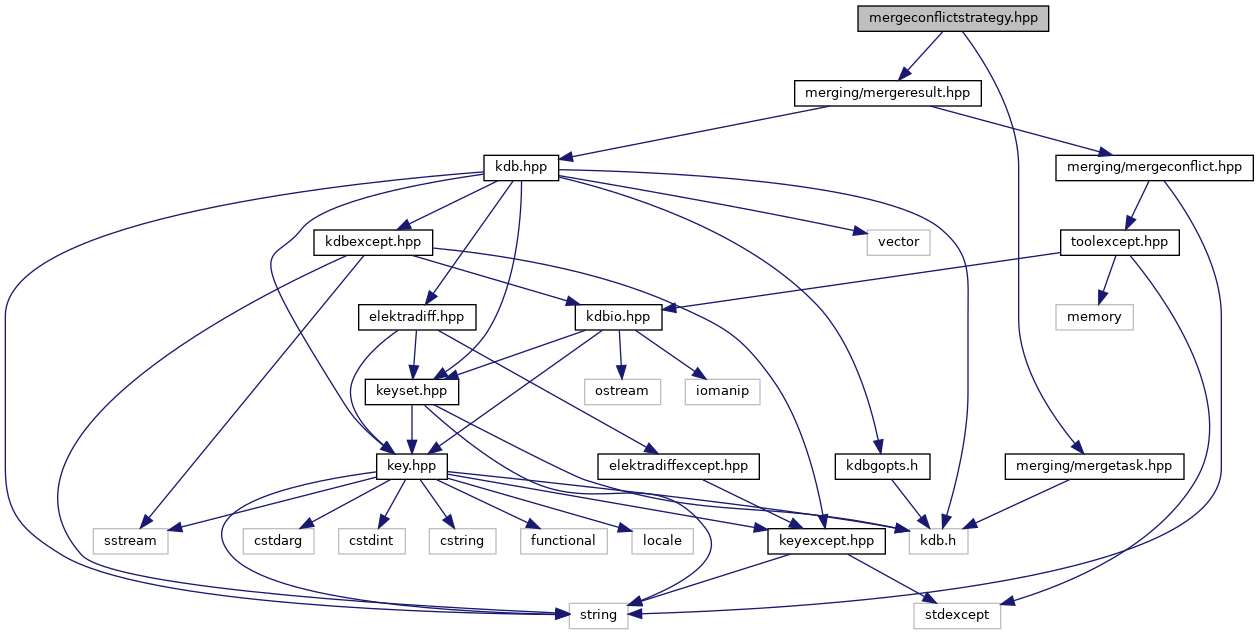 mergeconflictstrategy.hpp
merging/mergeresult.hpp
kdb.hpp
merging/mergeconflict.hpp
kdbexcept.hpp
vector
toolexcept.hpp
elektradiff.hpp
kdbio.hpp
memory
keyset.hpp
ostream
iomanip
key.hpp
elektradiffexcept.hpp
kdbgopts.h
merging/mergetask.hpp
sstream
cstdarg
cstdint
cstring
functional
locale
keyexcept.hpp
kdb.h
string
stdexcept